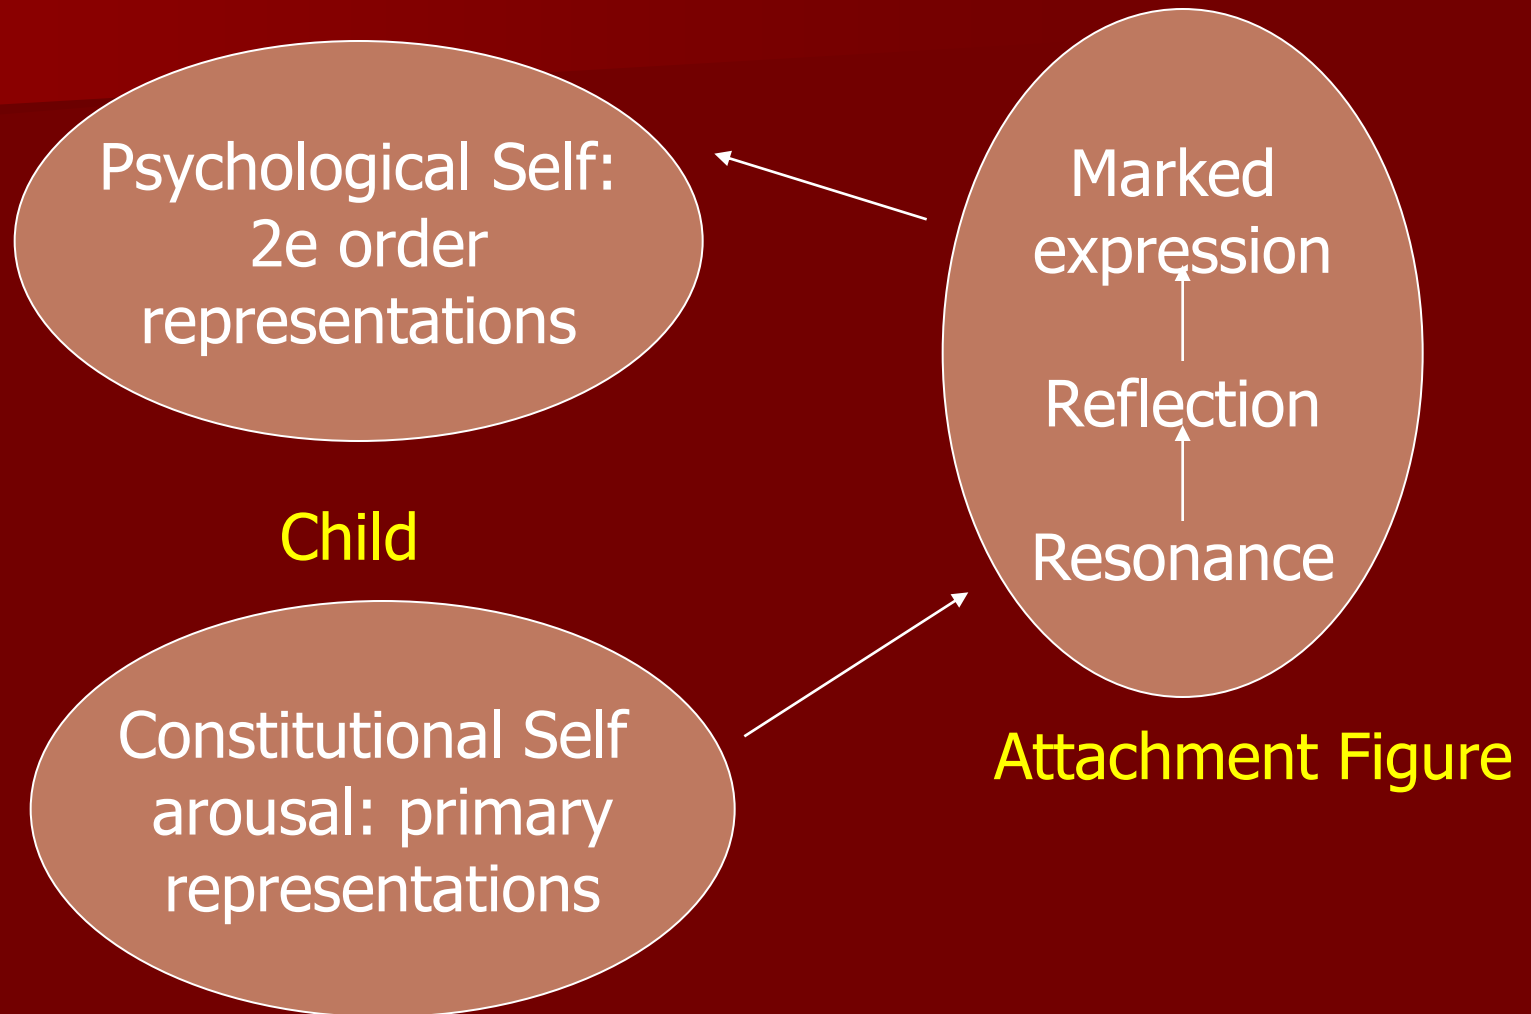 Psychological Self:
2e order
representations
Child
Constitutional Self
arousal: primary
representations
Marked
expression
Reflection
Resonance
Attachment Figure